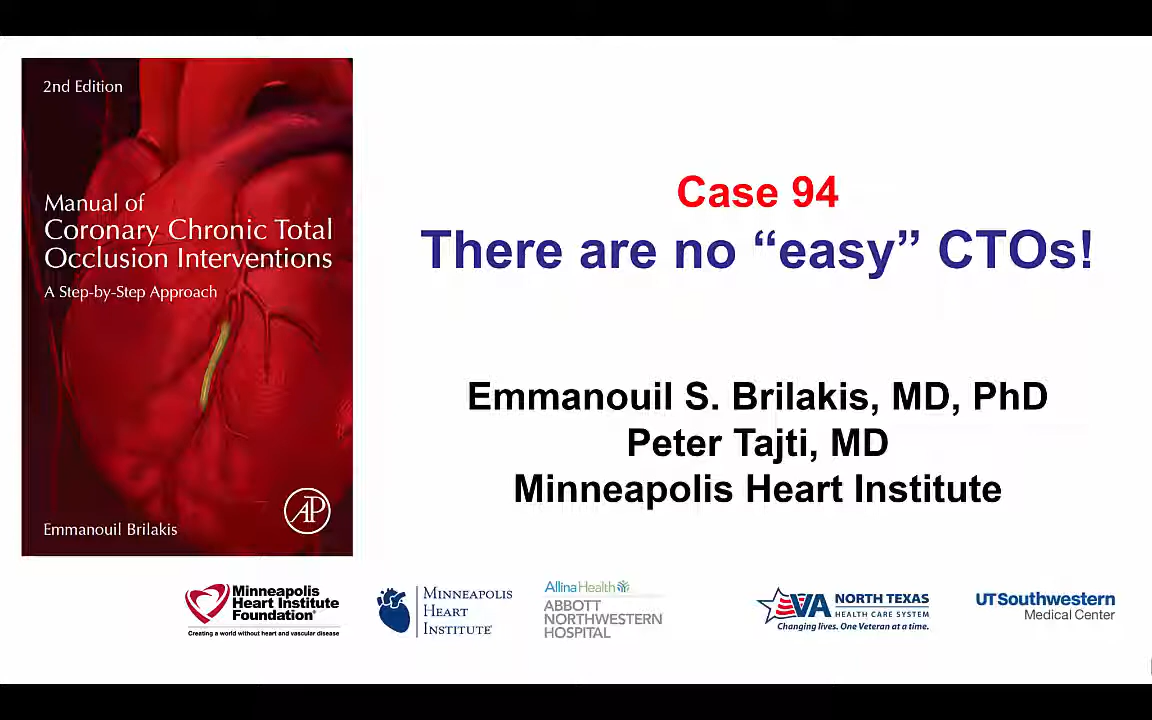 2nd Edition
Manual of
Coronary Chronic Total
Occlusion Interventions
A Step-by-Step Approach
AP
Emmanouil Brilakis
Case 94
There are no “easy” CTOs!
Emmanouil S. Brilakis, MD, PhD
Peter Tajti, MD
Minneapolis Heart Institute
Minneapolis
Heart Institute
Foundation®
Creating a world without heart and vascular disease
MINNEAPOLIS
HEART
INSTITUTE®
AllinaHealth
ABBOTT
NORTHWESTERN
HOSPITAL
VA
NORTH TEXAS
HEALTH CARE SYSTEM
Changing lives. One Veteran at a time.
UTSouthwestern
Medical Center